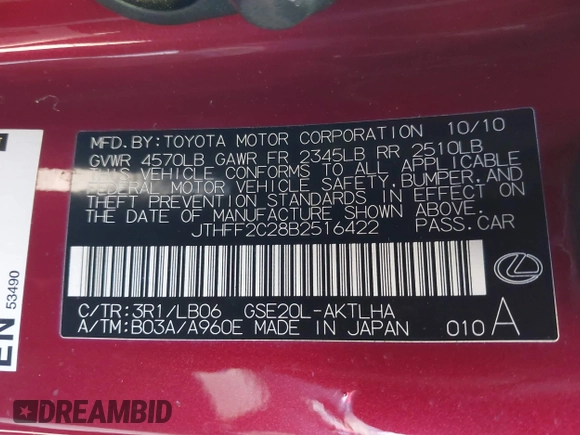 MFD. BY: TOYOTA MOTOR CORPORATION 10/10
GVWR 4570LB GAWR FR 2345LB RR 2510LB
THIS VEHICLE CONFORMS TO ALL APPLICABLE
FEDERAL MOTOR VEHICLE SAFETY, BUMPER, AND
THEFT PREVENTION STANDARDS IN EFFECT ON
THE DATE OF MANUFACTURE SHOWN ABOVE.
JTHFF2C28B2516422 PASS. CAR
C/TR: 3R1/LB06 GSE20L-AKTLHA
A/TM: B03A/A960E MADE IN JAPAN 010 A
EN 53490
DREAMBID